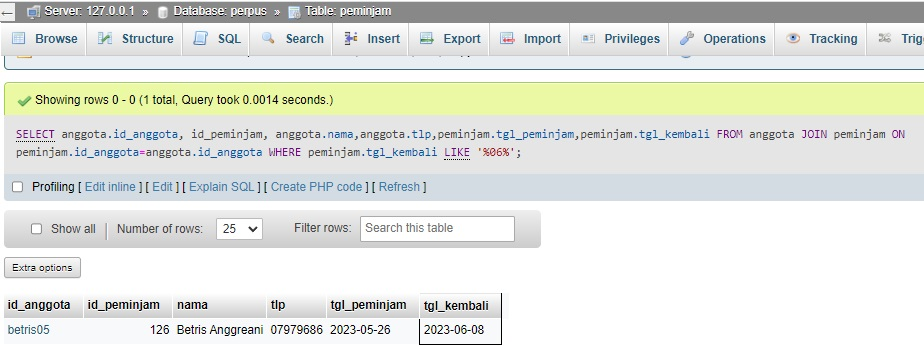 Server: 127.0.0.1 » Database: perpus » Table: peminjam
Browse Structure SQL Search Insert Export Import Privileges Operations Tracking Trig
Showing rows 0 - 0 (1 total, Query took 0.0014 seconds.)
SELECT anggota.id_anggota, id_peminjam, anggota.nama,anggota.tlp,peminjam.tgl_peminjam,peminjam.tgl_kembali FROM anggota JOIN peminjam ON
peminjam.id_anggota=anggota.id_anggota WHERE peminjam.tgl_kembali LIKE '%06%';
Profiling [ Edit inline ] [ Edit ] [ Explain SQL ] [ Create PHP code ] [ Refresh ]
Show all | Number of rows: 25 Filter rows: Search this table
Extra options
id_anggota id_peminjam nama tlp tgl_peminjam tgl_kembali
betris05 126 Betris Anggreani 07979686 2023-05-26 2023-06-08